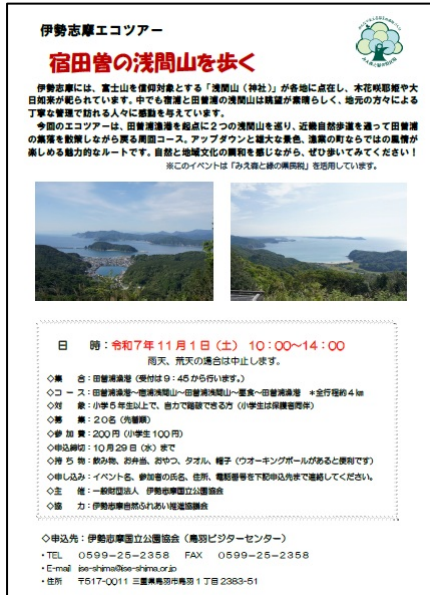 伊勢志摩エコツアー
宿田曽の浅間山を歩く
伊勢志摩には、富士山を信仰対象とする「浅間山(神社)」が各地に点在し、木花咲耶姫や大
日如来が祀られています。中でも宿浦と田曽浦の浅間山は眺望が素晴らしく、地元の方々による
丁寧な管理で訪れる人々に感動を与えています。
今回のエコツアーは、田曽浦漁港を起点に2つの浅間山を巡り、近畿自然歩道を通って田曽浦
の集落を散策しながら戻る周回コース。アップダウンと雄大な景色、漁業の町ならではの風情が
楽しめる魅力的なルートです。自然と地域文化の調和を感じながら、ぜひ歩いてみてください!
※このイベントは「みえ森と緑の県民税」を活用しています。
日 時:令和7年11月1日(土) 10:00~14:00
雨天、荒天の場合は中止します。
◇集 合:田曽浦漁港(受付は9:45から行います。)
◇コース:田曽浦漁港~宿浦浅間山~田曽浦浅間山~昼食~田曽浦漁港 *全行程約4㎞
◇対 象:小学5年生以上で、自力で踏破できる方(小学生は保護者同伴)
◇募 集:20名(先着順)
◇参 加 費:200円(小学生100円)
◇申込締切:10月29日(水)まで
◇持 ち 物:飲み物、お弁当、おやつ、タオル、帽子(ウオーキングポールがあると便利です)
◇申し込み:イベント名、参加者の氏名、住所、電話番号を下記申込先まで連絡してください。
◇主 催:一般財団法人 伊勢志摩国立公園協会
◇協 力:伊勢志摩自然ふれあい推進協議会
◇申込先:伊勢志摩国立公園協会(鳥羽ビジターセンター)
・TEL 0599-25-2358 FAX 0599-25-2358
・E-mail ise-shima@ise-shima.or.jp
・住所 〒517-0011 三重県鳥羽市鳥羽1丁目2383-51